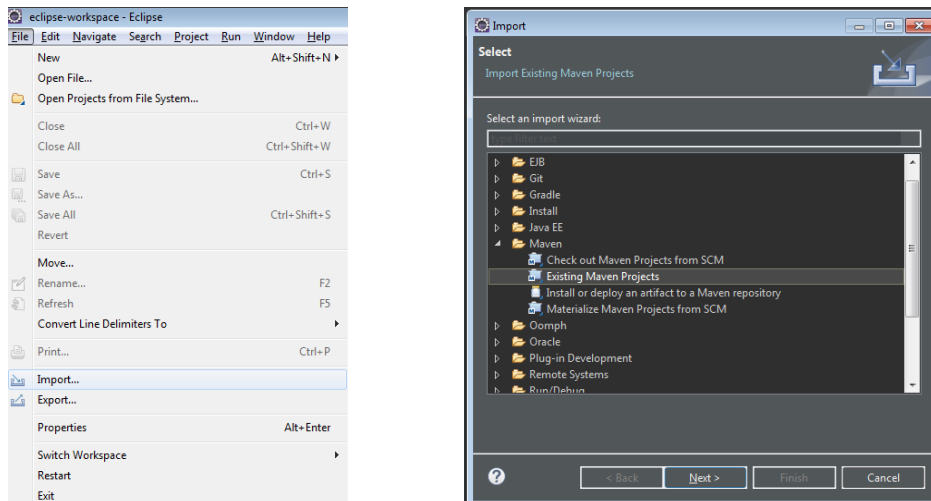 eclipse-workspace - Eclipse
File Edit Navigate Search Project Run Window Help
New Alt+Shift+N
Open File...
Open Projects from File System...
Close Ctrl+W
Close All Ctrl+Shift+W
Save Ctrl+S
Save As...
Save All Ctrl+Shift+S
Revert
Move...
Rename... F2
Refresh F5
Convert Line Delimiters To
Print... Ctrl+P
Import...
Export...
Properties Alt+Enter
Switch Workspace
Restart
Exit
Import
Select
Import Existing Maven Projects
Select an import wizard:
type filter text
EJB
Git
Gradle
Install
Java EE
Maven
Check out Maven Projects from SCM
Existing Maven Projects
Install or deploy an artifact to a Maven repository
Materialize Maven Projects from SCM
Oomph
Oracle
Plug-in Development
Remote Systems
Run/Debug
< Back Next > Finish Cancel